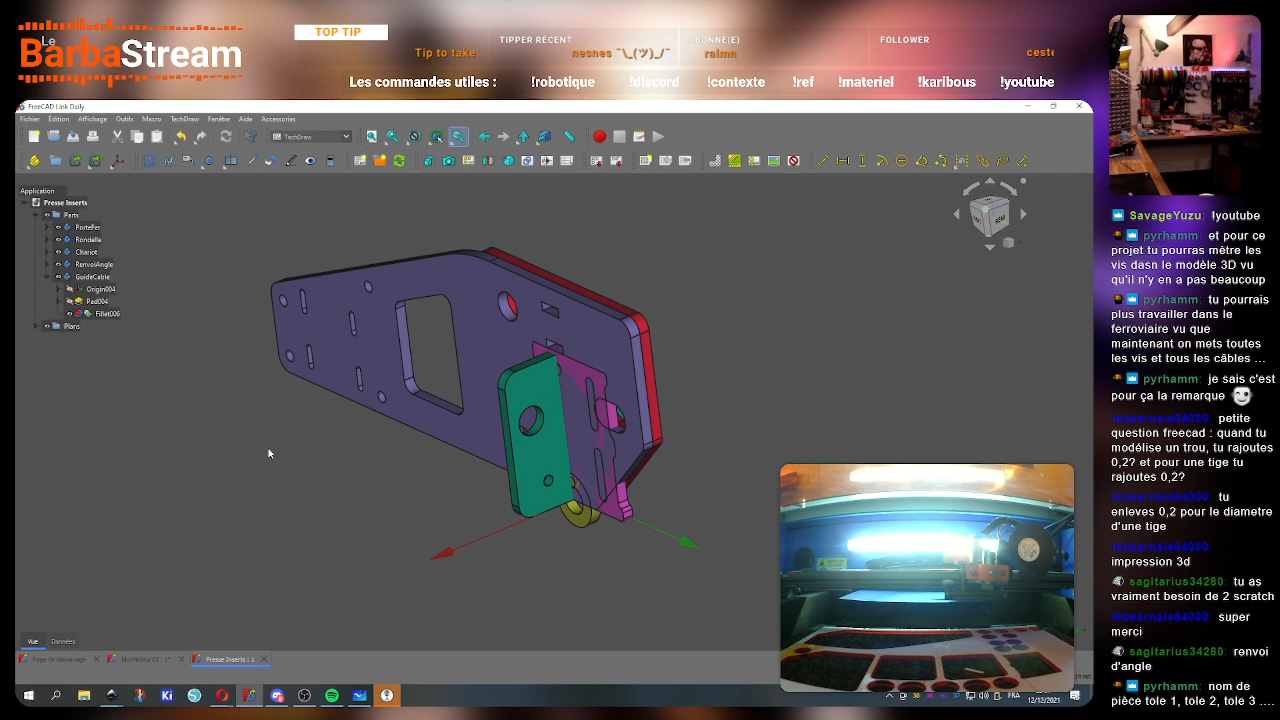 Le
BarbaStream
TOP TIP
TIPPER RÉCENT
ABONNÉ(E)
FOLLOWER
Tip to take
nesnes ¯\_(ツ)_/¯
raimn
ceste
Les commandes utiles :
!robotique
!discord
!contexte
!ref
!materiel
!karibous
!youtube
FreeCAD Link Daily
Fichier Edition Affichage Outils Macro TechDraw Fenêtre Aide Accessories
TechDraw
Application
Presse Inserts
Parts
Rondelle
Chariot
RenvoiAngle
GuideCable
Origin004
Pad004
Fillet006
Plans
Vue Données
Page de démarrage
Presse Inserts : 1
FRA
12/12/2021
SavageYuzu: !youtube
pyrhamm: et pour ce
projet tu pourras mêtre les
vis dasn le modèle 3D vu
qu'il n'y en a pas beaucoup
pyrhamm: tu pourrais
plus travailler dans le
ferroviaire vu que
maintenant on mets toutes
les vis et tous les câbles ...
pyrhamm: je sais c'est
pour ça la remarque
lebearnais64000: petite
question freecad : quand tu
modélise un trou, tu rajoutes
0,2? et pour une tige tu
rajoutes 0,2?
lebearnais64000: tu
enleves 0,2 pour le diametre
d'une tige
lebearnais64000:
impression 3d
sagitarius34280: tu as
vraiment besoin de 2 scratch
lebearnais64000: super
merci
sagitarius34280: renvoi
d'angle
pyrhamm: nom de
pièce tole 1, tole 2, tole 3 ....